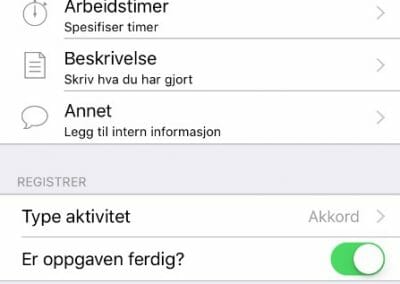 Arbeidstimer
Spesifiser timer
Beskrivelse
Skriv hva du har gjort
Annet
Legg til intern informasjon
REGISTRER
Type aktivitet Akkord
Er oppgaven ferdig?